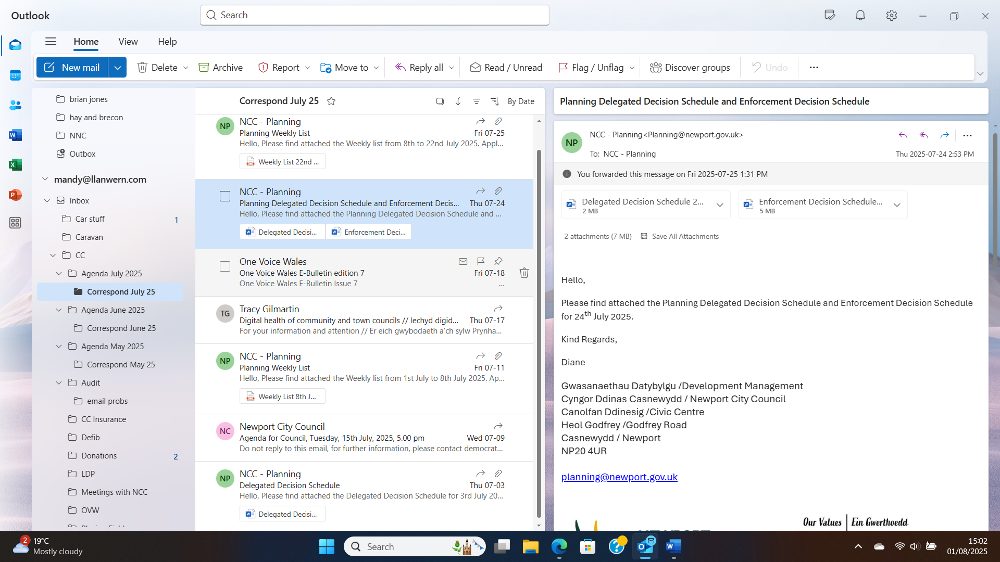 Outlook
Search
Home
View
Help
New mail
Delete
Archive
Report
Move to
Reply all
Read / Unread
Flag / Unflag
Discover groups
Undo
brian jones
hay and brecon
NNC
Outbox
mandy@llanwern.com
Inbox
Car stuff 1
Caravan
CC
Agenda July 2025
Correspond July 25
Agenda June 2025
Correspond June 25
Agenda May 2025
Correspond May 25
Audit
email probs
CC Insurance
Defib
Donations 2
LDP
Meetings with NCC
OVW
Correspond July 25
By Date
NP
NCC - Planning
Planning Weekly List Fri 07-25
Hello, Please find attached the Weekly list from 8th to 22nd July 2025. Appl...
Weekly List 22nd ...
NCC - Planning
Planning Delegated Decision Schedule and Enforcement Decis... Thu 07-24
Hello, Please find attached the Planning Delegated Decision Schedule and ...
Delegated Decisi... Enforcement Deci...
One Voice Wales
One Voice Wales E-Bulletin edition 7 Fri 07-18
One Voice Wales E-Bulletin Issue 7 ...
TG
Tracy Gilmartin
Digital health of community and town councils // Iechyd digid... Thu 07-17
For your information and attention // Er eich gwybodaeth a'ch sylw Prynha...
NP
NCC - Planning
Planning Weekly List Fri 07-11
Hello, Please find attached the Weekly list from 1st July to 8th July 2025. Ap...
Weekly List 8th J...
NC
Newport City Council
Agenda for Council, Tuesday, 15th July, 2025, 5.00 pm Wed 07-09
Do not reply to this email, for further information, please contact democrat...
NP
NCC - Planning
Delegated Decision Schedule Thu 07-03
Hello, Please find attached the Delegated Decision Schedule for 3rd July 20...
Delegated Decisi...
Planning Delegated Decision Schedule and Enforcement Decision Schedule
NP
NCC - Planning<Planning@newport.gov.uk>
To: NCC - Planning
Thu 2025-07-24 2:53 PM
You forwarded this message on Fri 2025-07-25 1:31 PM
Delegated Decision Schedule 2...
2 MB
Enforcement Decision Schedule...
5 MB
2 attachments (7 MB)
Save All Attachments
Hello,
Please find attached the Planning Delegated Decision Schedule and Enforcement Decision Schedule
for 24th July 2025.
Kind Regards,
Diane
Gwasanaethau Datybylgu /Development Management
Cyngor Ddinas Casnewydd / Newport City Council
Canolfan Ddinesig /Civic Centre
Heol Godfrey /Godfrey Road
Casnewydd / Newport
NP20 4UR
planning@newport.gov.uk
Our Values | Ein Gwerthoedd
2
19°C
Mostly cloudy
Search
15:02
01/08/2025